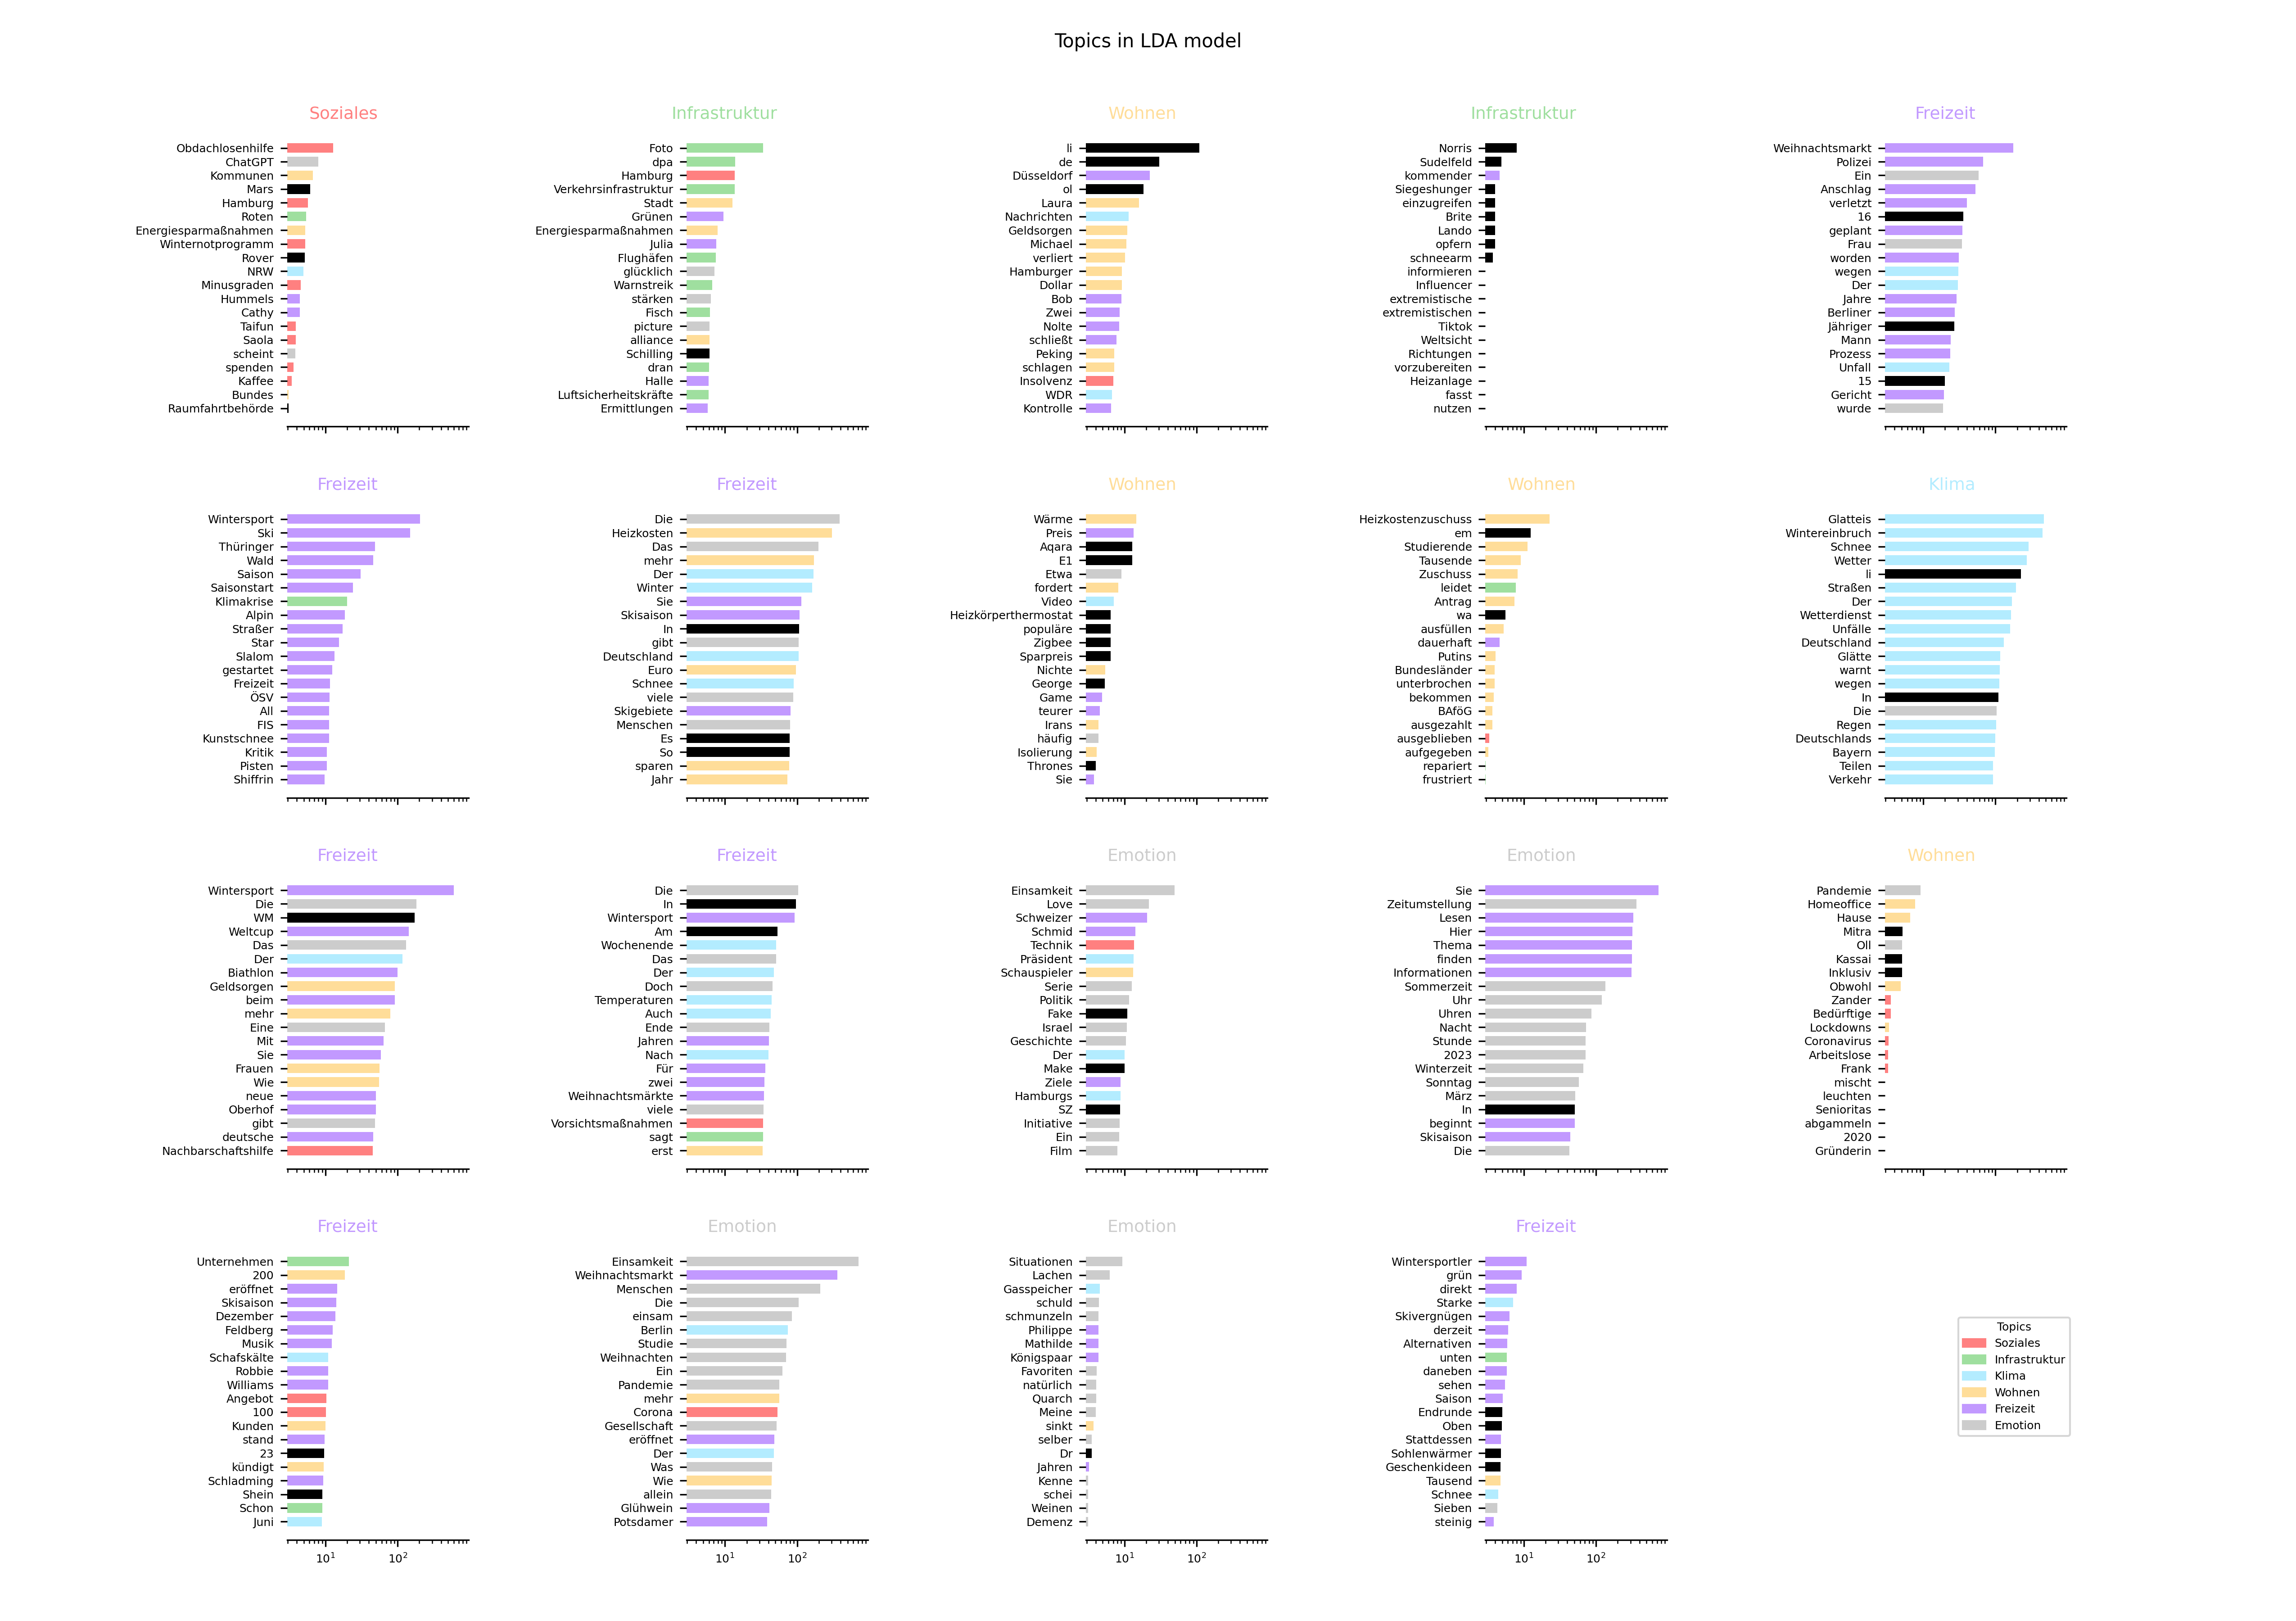 Topics in LDA model
Soziales
Obdachlosenhilfe
ChatGPT
Kommunen
Mars
Hamburg
Roten
Energiesparmaßnahmen
Winternotprogramm
Rover
NRW
Minusgraden
Hummels
Cathy
Taifun
Saola
scheint
spenden
Kaffee
Bundes
Raumfahrtbehörde
Infrastruktur
Foto
dpa
Hamburg
Verkehrsinfrastruktur
Stadt
Grünen
Energiesparmaßnahmen
Julia
Flughäfen
glücklich
Warnstreik
stärken
Fisch
picture
alliance
Schilling
dran
Halle
Luftsicherheitskräfte
Ermittlungen
Wohnen
li
de
Düsseldorf
ol
Laura
Nachrichten
Geldsorgen
Michael
verliert
Hamburger
Dollar
Bob
Zwei
Nolte
schließt
Peking
schlagen
Insolvenz
WDR
Kontrolle
Infrastruktur
Norris
Sudelfeld
kommender
Siegeshunger
einzugreifen
Brite
Lando
opfern
schneearm
informieren
Influencer
extremistische
extremistischen
Tiktok
Weltsicht
Richtungen
vorzubereiten
Heizanlage
fasst
nutzen
Freizeit
Weihnachtsmarkt
Polizei
Ein
Anschlag
verletzt
16
geplant
Frau
worden
wegen
Der
Jahre
Berliner
Jähriger
Mann
Prozess
Unfall
15
Gericht
wurde
Freizeit
Wintersport
Ski
Thüringer
Wald
Saison
Saisonstart
Klimakrise
Alpin
Straßer
Star
Slalom
gestartet
Freizeit
ÖSV
All
FIS
Kunstschnee
Kritik
Pisten
Shiffrin
Freizeit
Die
Heizkosten
Das
mehr
Der
Winter
Sie
Skisaison
In
gibt
Deutschland
Euro
Schnee
viele
Skigebiete
Menschen
Es
So
sparen
Jahr
Wohnen
Wärme
Preis
Aqara
E1
Etwa
fordert
Video
Heizkörperthermostat
populäre
Zigbee
Sparpreis
Nichte
George
Game
teurer
Irans
häufig
Isolierung
Thrones
Sie
Wohnen
Heizkostenzuschuss
em
Studierende
Tausende
Zuschuss
leidet
Antrag
wa
ausfüllen
dauerhaft
Putins
Bundesländer
unterbrochen
bekommen
BAföG
ausgezahlt
ausgeblieben
aufgegeben
repariert
frustriert
Klima
Glatteis
Wintereinbruch
Schnee
Wetter
li
Straßen
Der
Wetterdienst
Unfälle
Deutschland
Glätte
warnt
wegen
In
Die
Regen
Deutschlands
Bayern
Teilen
Verkehr
Freizeit
Wintersport
Die
WM
Weltcup
Das
Der
Biathlon
Geldsorgen
beim
mehr
Eine
Mit
Sie
Frauen
Wie
neue
Oberhof
gibt
deutsche
Nachbarschaftshilfe
Freizeit
Die
In
Wintersport
Am
Wochenende
Das
Der
Doch
Temperaturen
Auch
Ende
Jahren
Nach
Für
zwei
Weihnachtsmärkte
viele
Vorsichtsmaßnahmen
sagt
erst
Emotion
Einsamkeit
Love
Schweizer
Schmid
Technik
Präsident
Schauspieler
Serie
Politik
Fake
Israel
Geschichte
Der
Make
Ziele
Hamburgs
SZ
Initiative
Ein
Film
Emotion
Sie
Zeitumstellung
Lesen
Hier
Thema
finden
Informationen
Sommerzeit
Uhr
Uhren
Nacht
Stunde
2023
Winterzeit
Sonntag
März
In
beginnt
Skisaison
Die
Wohnen
Pandemie
Homeoffice
Hause
Mitra
Oll
Kassai
Inklusiv
Obwohl
Zander
Bedürftige
Lockdowns
Coronavirus
Arbeitslose
Frank
mischt
leuchten
Senioritas
abgammeln
2020
Gründerin
Freizeit
Unternehmen
200
eröffnet
Skisaison
Dezember
Feldberg
Musik
Schafskälte
Robbie
Williams
Angebot
100
Kunden
stand
23
kündigt
Schladming
Shein
Schon
Juni
10¹ 10²
Emotion
Einsamkeit
Weihnachtsmarkt
Menschen
Die
einsam
Berlin
Studie
Weihnachten
Ein
Pandemie
mehr
Corona
Gesellschaft
eröffnet
Der
Was
Wie
allein
Glühwein
Potsdamer
10¹ 10²
Emotion
Situationen
Lachen
Gasspeicher
schuld
schmunzeln
Philippe
Mathilde
Königspaar
Favoriten
natürlich
Quarch
Meine
sinkt
selber
Dr
Jahren
Kenne
schei
Weinen
Demenz
10¹ 10²
Freizeit
Wintersportler
grün
direkt
Starke
Skivergnügen
derzeit
Alternativen
unten
daneben
sehen
Saison
Endrunde
Oben
Stattdessen
Sohlenwärmer
Geschenkideen
Tausend
Schnee
Sieben
steinig
10¹ 10²
Topics
Soziales
Infrastruktur
Klima
Wohnen
Freizeit
Emotion